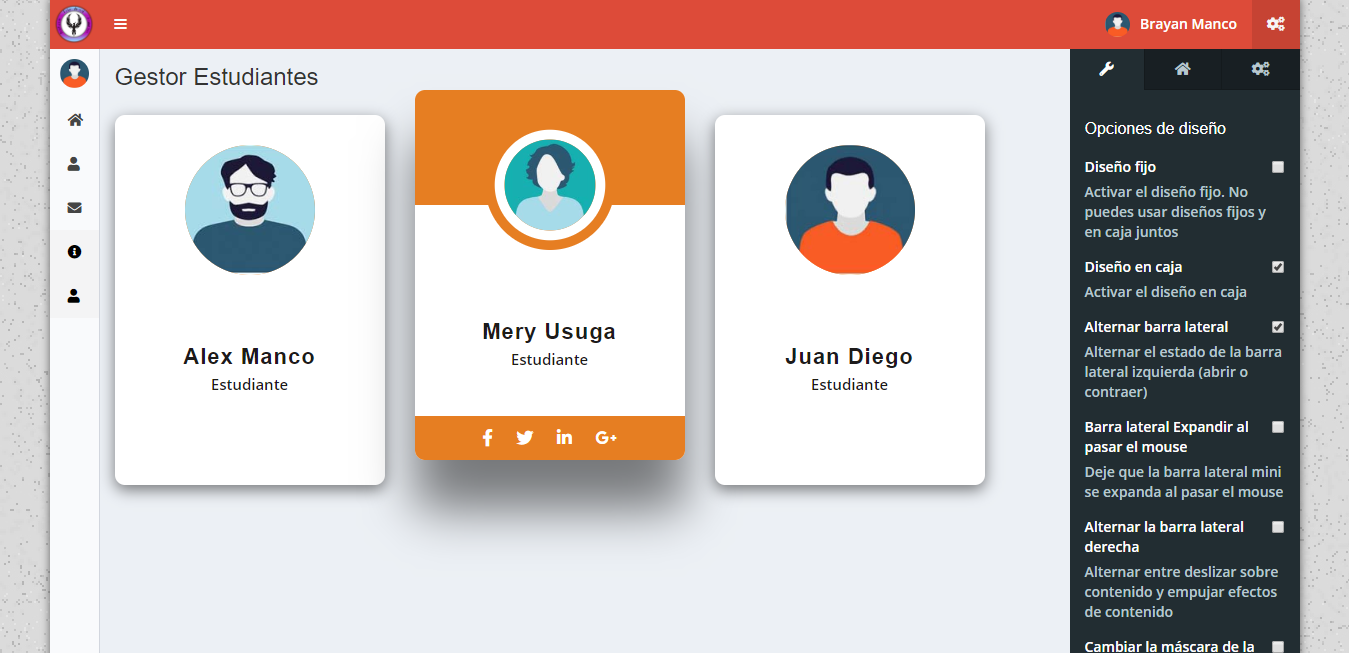 Brayan Manco
Gestor Estudiantes
Alex Manco
Estudiante
Mery Usuga
Estudiante
G+
Juan Diego
Estudiante
Opciones de diseño
Diseño fijo
Activar el diseño fijo. No
puedes usar diseños fijos y
en caja juntos
Diseño en caja
Activar el diseño en caja
Alternar barra lateral
Alternar el estado de la barra
lateral izquierda (abrir o
contraer)
Barra lateral Expandir al
pasar el mouse
Deje que la barra lateral mini
se expanda al pasar el mouse
Alternar la barra lateral
derecha
Alternar entre deslizar sobre
contenido y empujar efectos
de contenido
Cambiar la máscara de la